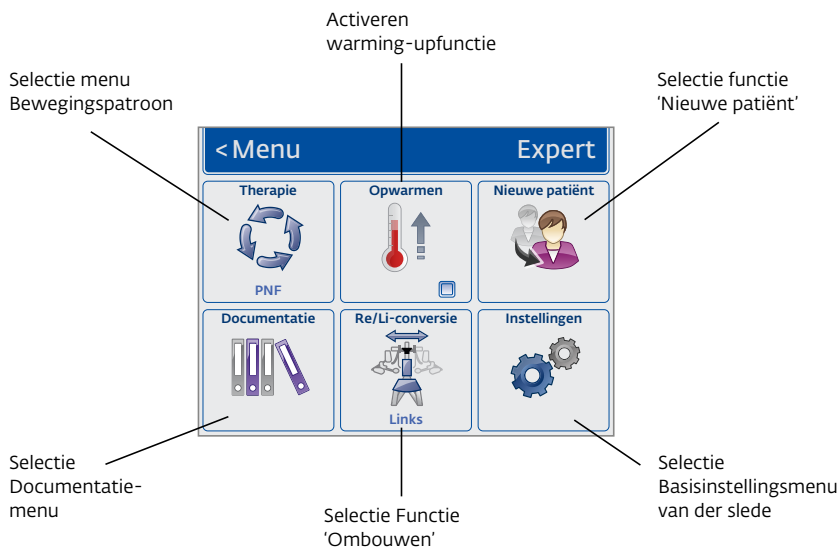 Activeren
warming-upfunctie
Selectie menu
Bewegingspatroon
Selectie functie
'Nieuwe patiënt'
< Menu Expert
Therapie Opwarmen Nieuwe patiënt
PNF
Documentatie Re/Li-conversie Instellingen
Links
Selectie
Documentatie-
menu
Selectie Functie
'Ombouwen'
Selectie
Basisinstellingsmenu
van der slede